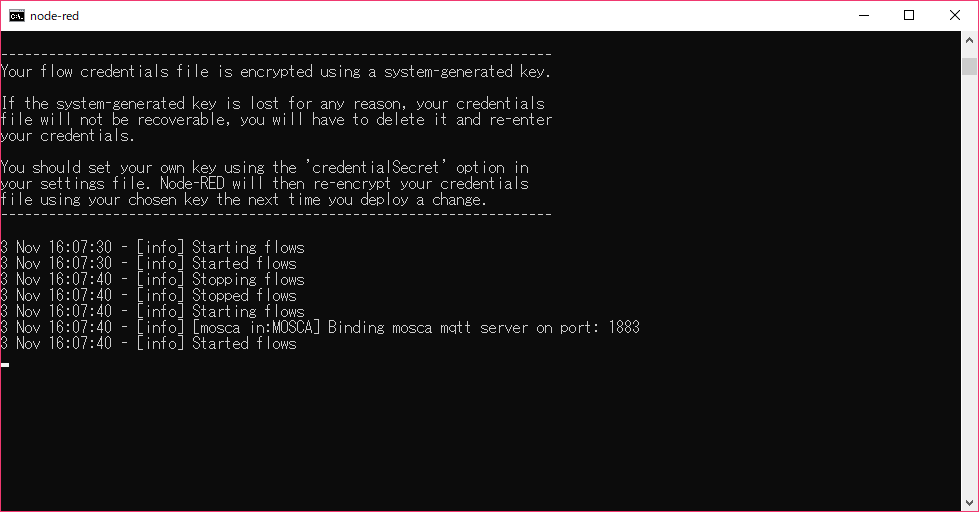 node-red
---------------------------------------------------------------------
Your flow credentials file is encrypted using a system-generated key.
If the system-generated key is lost for any reason, your credentials
file will not be recoverable, you will have to delete it and re-enter
your credentials.
You should set your own key using the 'credentialSecret' option in
your settings file. Node-RED will then re-encrypt your credentials
file using your chosen key the next time you deploy a change.
---------------------------------------------------------------------
3 Nov 16:07:30 - [info] Starting flows
3 Nov 16:07:30 - [info] Started flows
3 Nov 16:07:40 - [info] Stopping flows
3 Nov 16:07:40 - [info] Stopped flows
3 Nov 16:07:40 - [info] Starting flows
3 Nov 16:07:40 - [info] [mosca in:MOSCA] Binding mosca mqtt server on port: 1883
3 Nov 16:07:40 - [info] Started flows